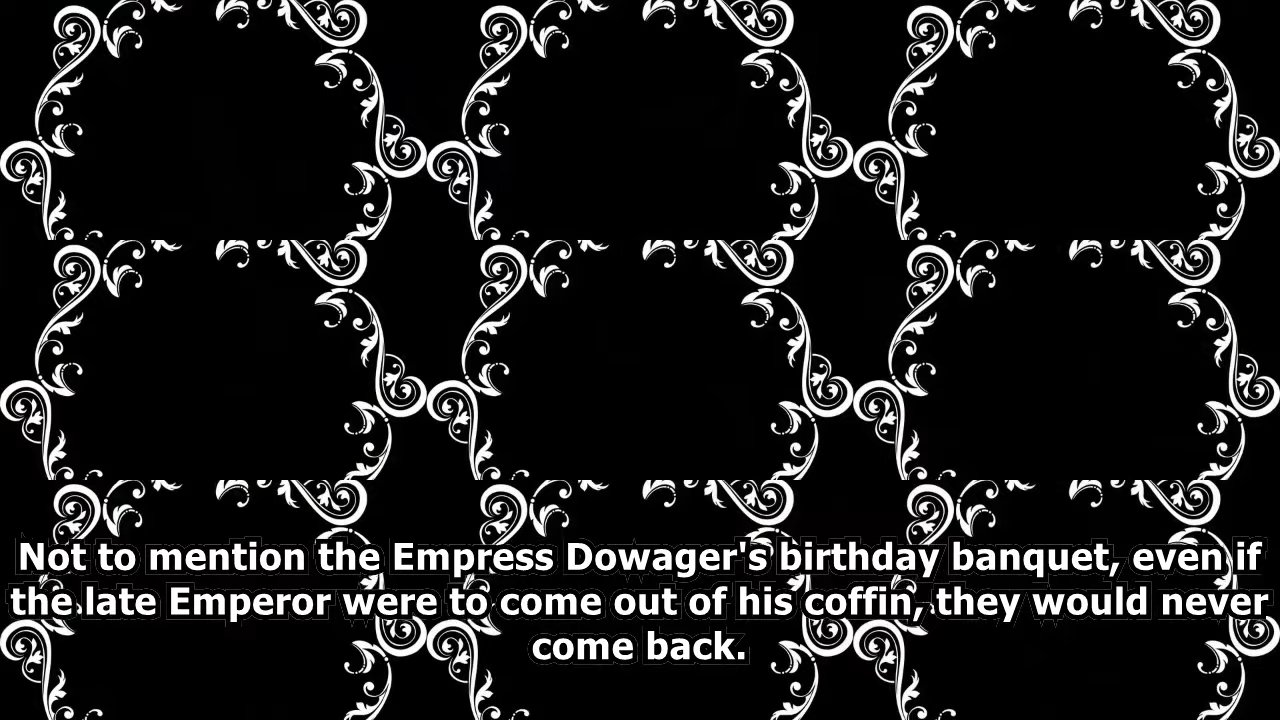 Not to mention the Empress Dowager's birthday banquet, even if
the late Emperor were to come out of his coffin, they would never
come back.